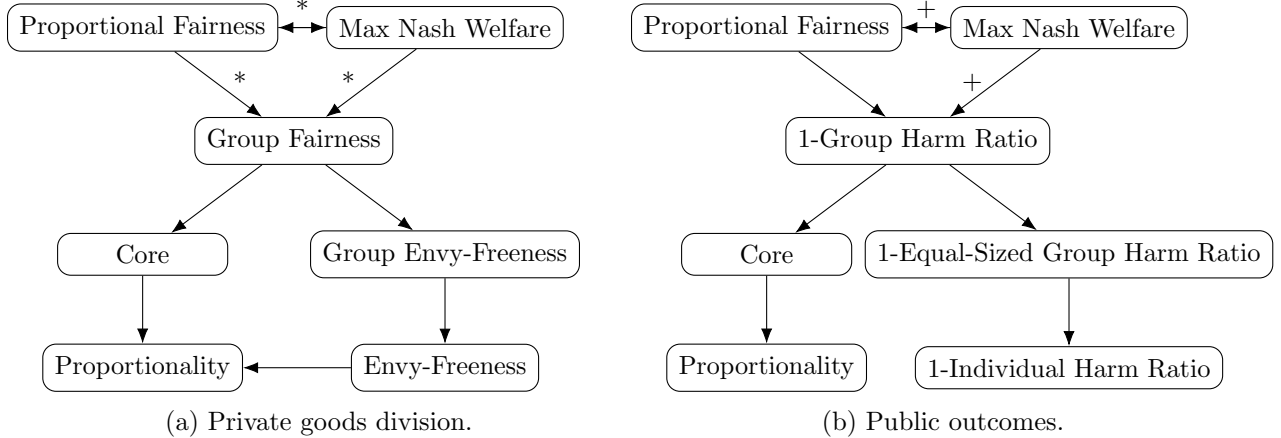 Proportional Fairness
*
Max Nash Welfare
*
*
Group Fairness
Core
Group Envy-Freeness
Proportionality
Envy-Freeness
(a) Private goods division.
Proportional Fairness
+
Max Nash Welfare
+
1-Group Harm Ratio
Core
1-Equal-Sized Group Harm Ratio
Proportionality
1-Individual Harm Ratio
(b) Public outcomes.